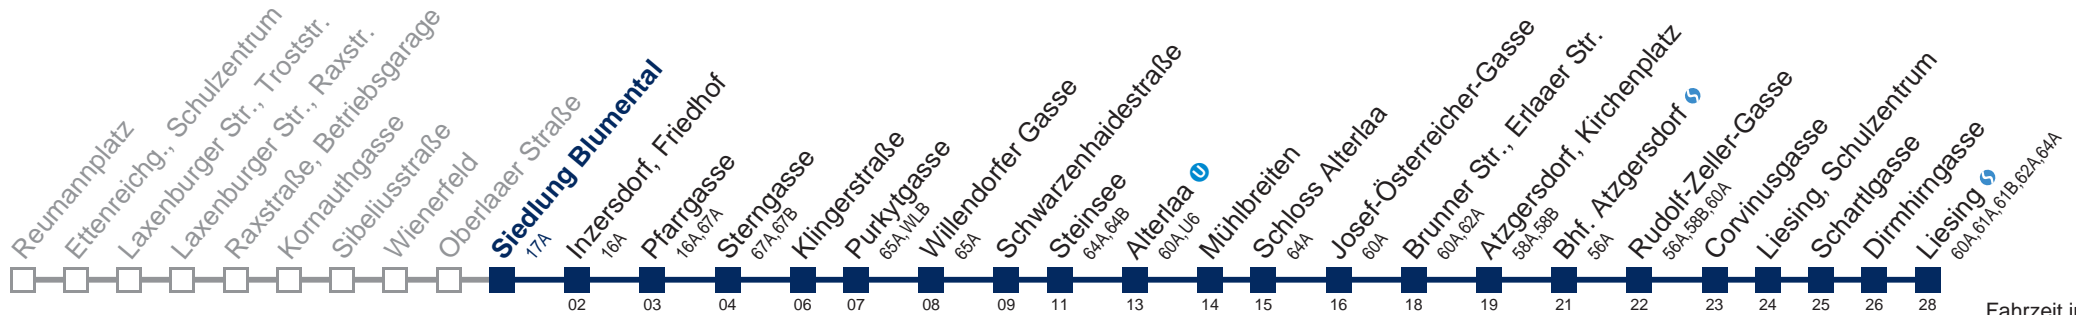 Reumannplatz
Ettenreichg., Schulzentrum
Laxenburger Str., Troststr.
Laxenburger Str., Raxstr.
Raxstraße, Betriebsgarage
Kornauthgasse
Sibeliusstraße
Wienerfeld
Oberlaaer Straße
Siedlung Blumental
17A
Inzersdorf, Friedhof
16A
02
Pfarrgasse
16A,67A
03
Sterngasse
67A,67B
04
Klingerstraße
06
Purkytgasse
65A,WLB
07
Willendorfer Gasse
65A
08
Schwarzenhaidestraße
09
Steinsee
64A,64B
11
Alterlaa U
60A,U6
13
Mühlbreiten
14
Schloss Alterlaa
64A
15
Josef-Österreicher-Gasse
60A
16
Brunner Str., Erlaaer Str.
60A,62A
18
Atzgersdorf, Kirchenplatz
58A,58B
19
Bhf. Atzgersdorf
56A
21
Rudolf-Zeller-Gasse
56A,58B,60A
22
Corvinusgasse
23
Liesing, Schulzentrum
24
Schartlgasse
25
Dirmhirngasse
26
Liesing
60A,61A,61B,62A,64A
28
Fahrzeit